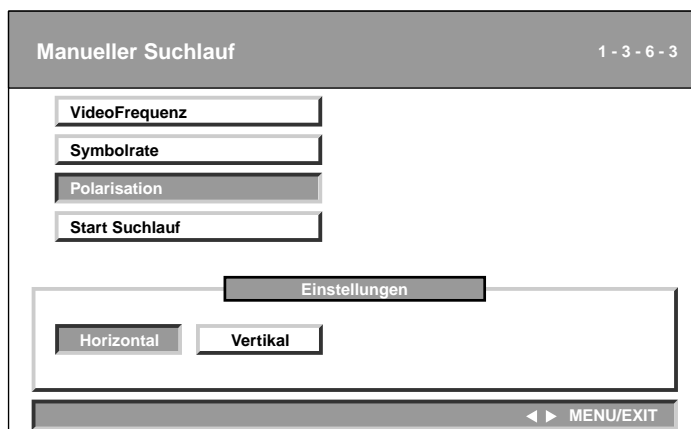 Manueller Suchlauf 1 - 3 - 6 - 3
VideoFrequenz
Symbolrate
Polarisation
Start Suchlauf
Einstellungen
Horizontal Vertikal
MENU/EXIT